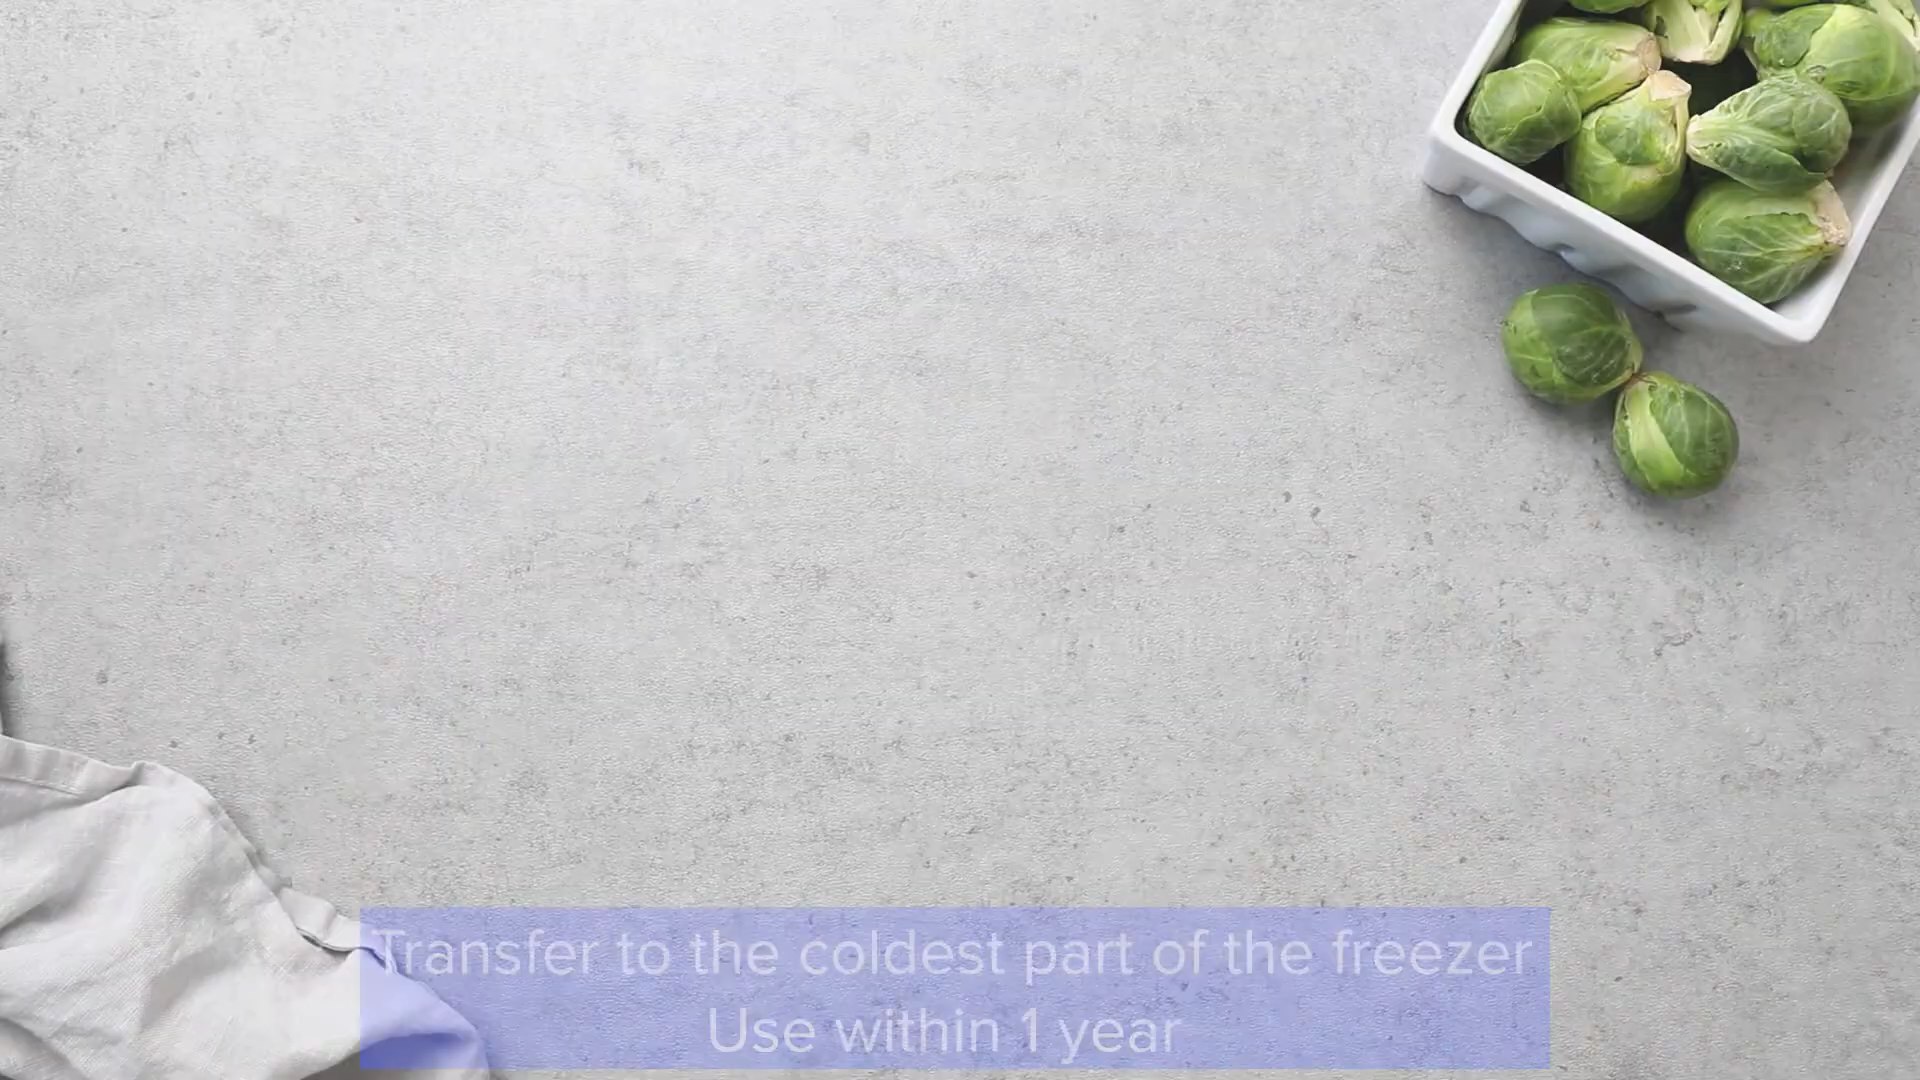 Transfer to the coldest part of the freezer
Use within 1 year